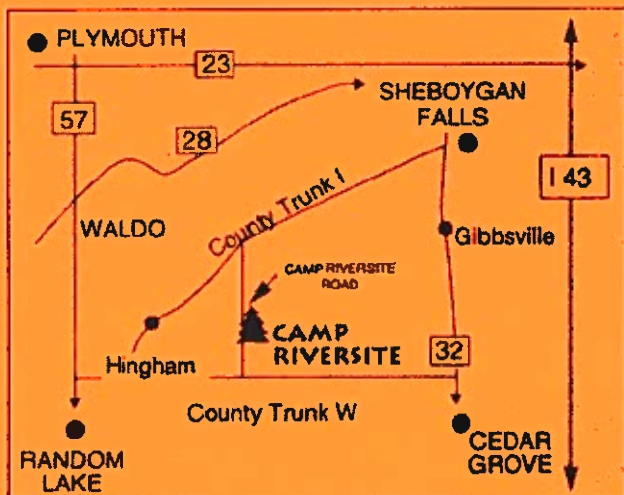 PLYMOUTH
23
SHEBOYGAN
FALLS
57
28
I 43
WALDO
County Trunk I
Gibbsville
CAMP RIVERSITE
ROAD
CAMP
RIVERSITE
32
Hingham
County Trunk W
RANDOM
LAKE
CEDAR
GROVE